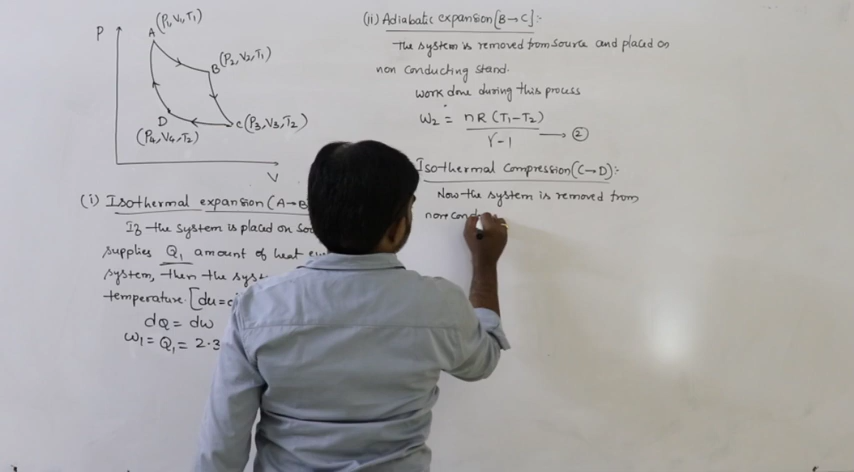 P
A (P₁, V₁, T₁)
B (P₂, V₂, T₁)
C (P₃, V₃, T₂)
D
(P₄, V₄, T₂)
V
(i) Isothermal expansion (A→B
If the system is placed on
supplies Q₁ amount of heat
system, then the
temperature. [du=
dQ = dw
W₁ = Q₁ = 2.3
(ii) Adiabatic expansion [B→C]:-
The system is removed from source and placed on
non conducting stand.
work done during this process
W₂ = nR (T₁-T₂)
γ-1 → ②
Isothermal Compression (C→D):-
Now the system is removed from
non